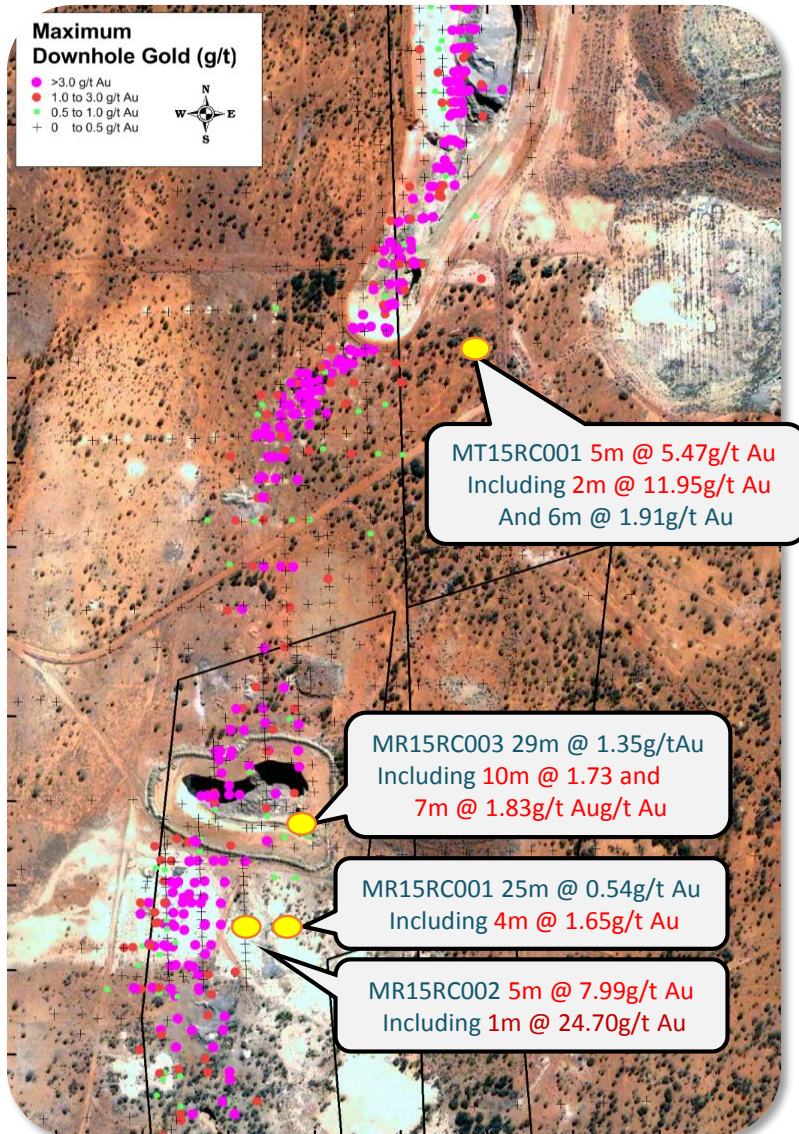 Maximum
Downhole Gold (g/t)
>3.0 g/t Au
1.0 to 3.0 g/t Au
0.5 to 1.0 g/t Au
0 to 0.5 g/t Au
N
W E
S
MT15RC001 5m @ 5.47g/t Au
Including 2m @ 11.95g/t Au
And 6m @ 1.91g/t Au
MR15RC003 29m @ 1.35g/tAu
Including 10m @ 1.73 and
7m @ 1.83g/t Aug/t Au
MR15RC001 25m @ 0.54g/t Au
Including 4m @ 1.65g/t Au
MR15RC002 5m @ 7.99g/t Au
Including 1m @ 24.70g/t Au